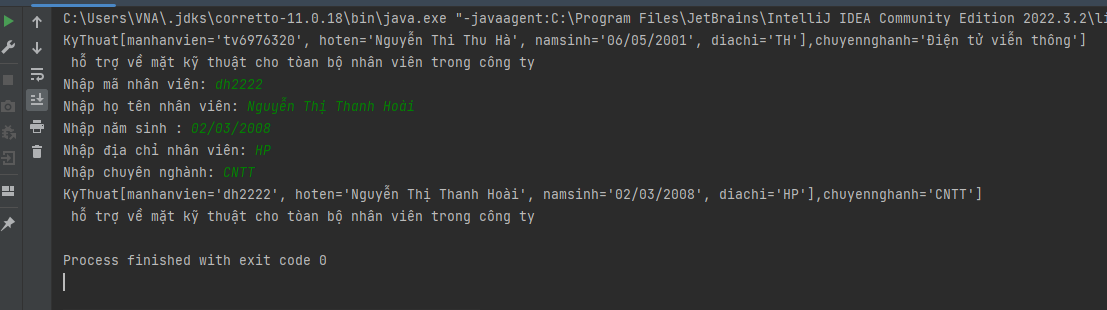 C:\Users\VNA\.jdks\corretto-11.0.18\bin\java.exe "-javaagent:C:\Program Files\JetBrains\IntelliJ IDEA Community Edition 2022.3.2\li
KyThuat[manhanvien='tv6976320', hoten='Nguyễn Thi Thu Hà', namsinh='06/05/2001', diachi='TH'],chuyennghanh='Điện tử viễn thông']
hỗ trợ về mặt kỹ thuật cho tòan bộ nhân viên trong công ty
Nhập mã nhân viên: dh2222
Nhập họ tên nhân viên: Nguyễn Thị Thanh Hoài
Nhập năm sinh : 02/03/2008
Nhập địa chỉ nhân viên: HP
Nhập chuyên nghành: CNTT
KyThuat[manhanvien='dh2222', hoten='Nguyễn Thị Thanh Hoài', namsinh='02/03/2008', diachi='HP'],chuyennghanh='CNTT']
hỗ trợ về mặt kỹ thuật cho tòan bộ nhân viên trong công ty
Process finished with exit code 0